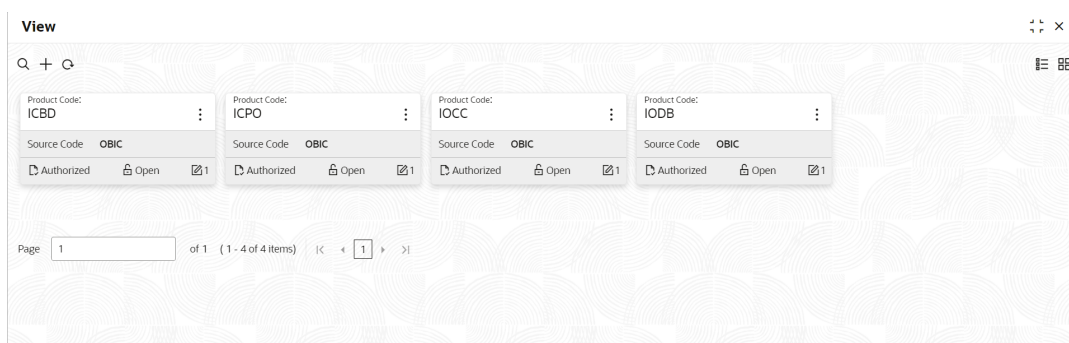 View
Product Code:
ICBD
Source Code OBIC
Authorized Open 1
Product Code:
ICPO
Source Code OBIC
Authorized Open 1
Product Code:
IOCC
Source Code OBIC
Authorized Open 1
Product Code:
IODB
Source Code OBIC
Authorized Open 1
Page 1 of 1 ( 1 - 4 of 4 items) 1